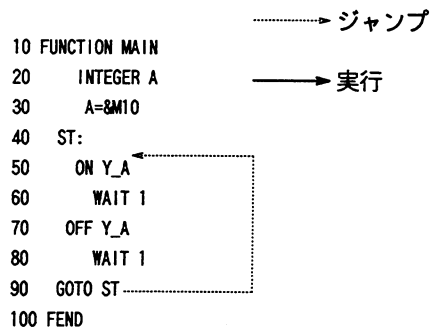 ジャンプ
10 FUNCTION MAIN
20 INTEGER A
実行
30 A=&M10
40 ST:
50 ON Y_A
60 WAIT 1
70 OFF Y_A
80 WAIT 1
90 GOTO ST
100 FEND